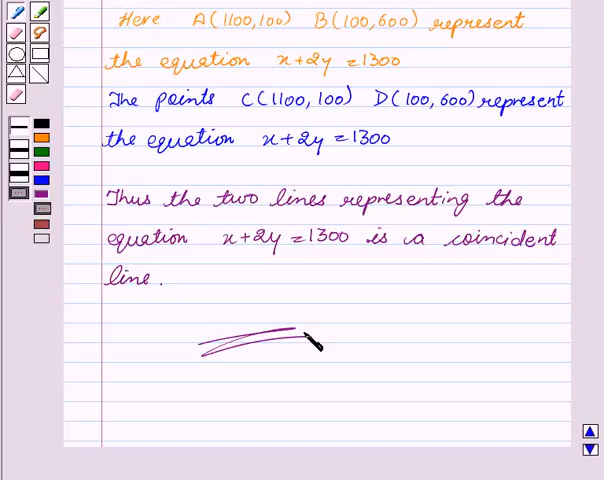 Here A(1100,100) B(100,600) represent
the equation x+2y=1300
The points C(1100,100) D(100,600) represent
the equation x+2y=1300
Thus the two lines representing the
equation x+2y=1300 is a coincident
line.